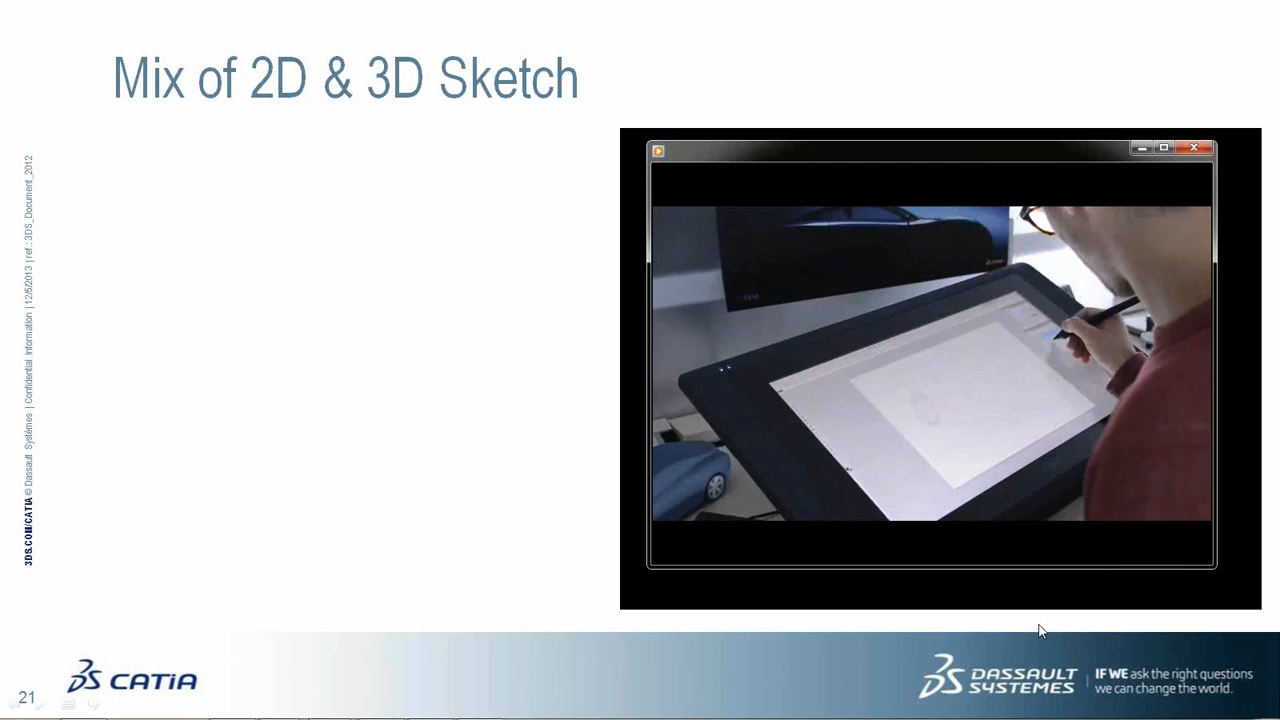 Mix of 2D & 3D Sketch
3DS.COM/CATIA © Dassault Systèmes | Confidential Information | 12/5/2013 | ref.: 3DS_Document_2012
21
CATIA
DASSAULT
SYSTEMES
IF WE ask the right questions
we can change the world.